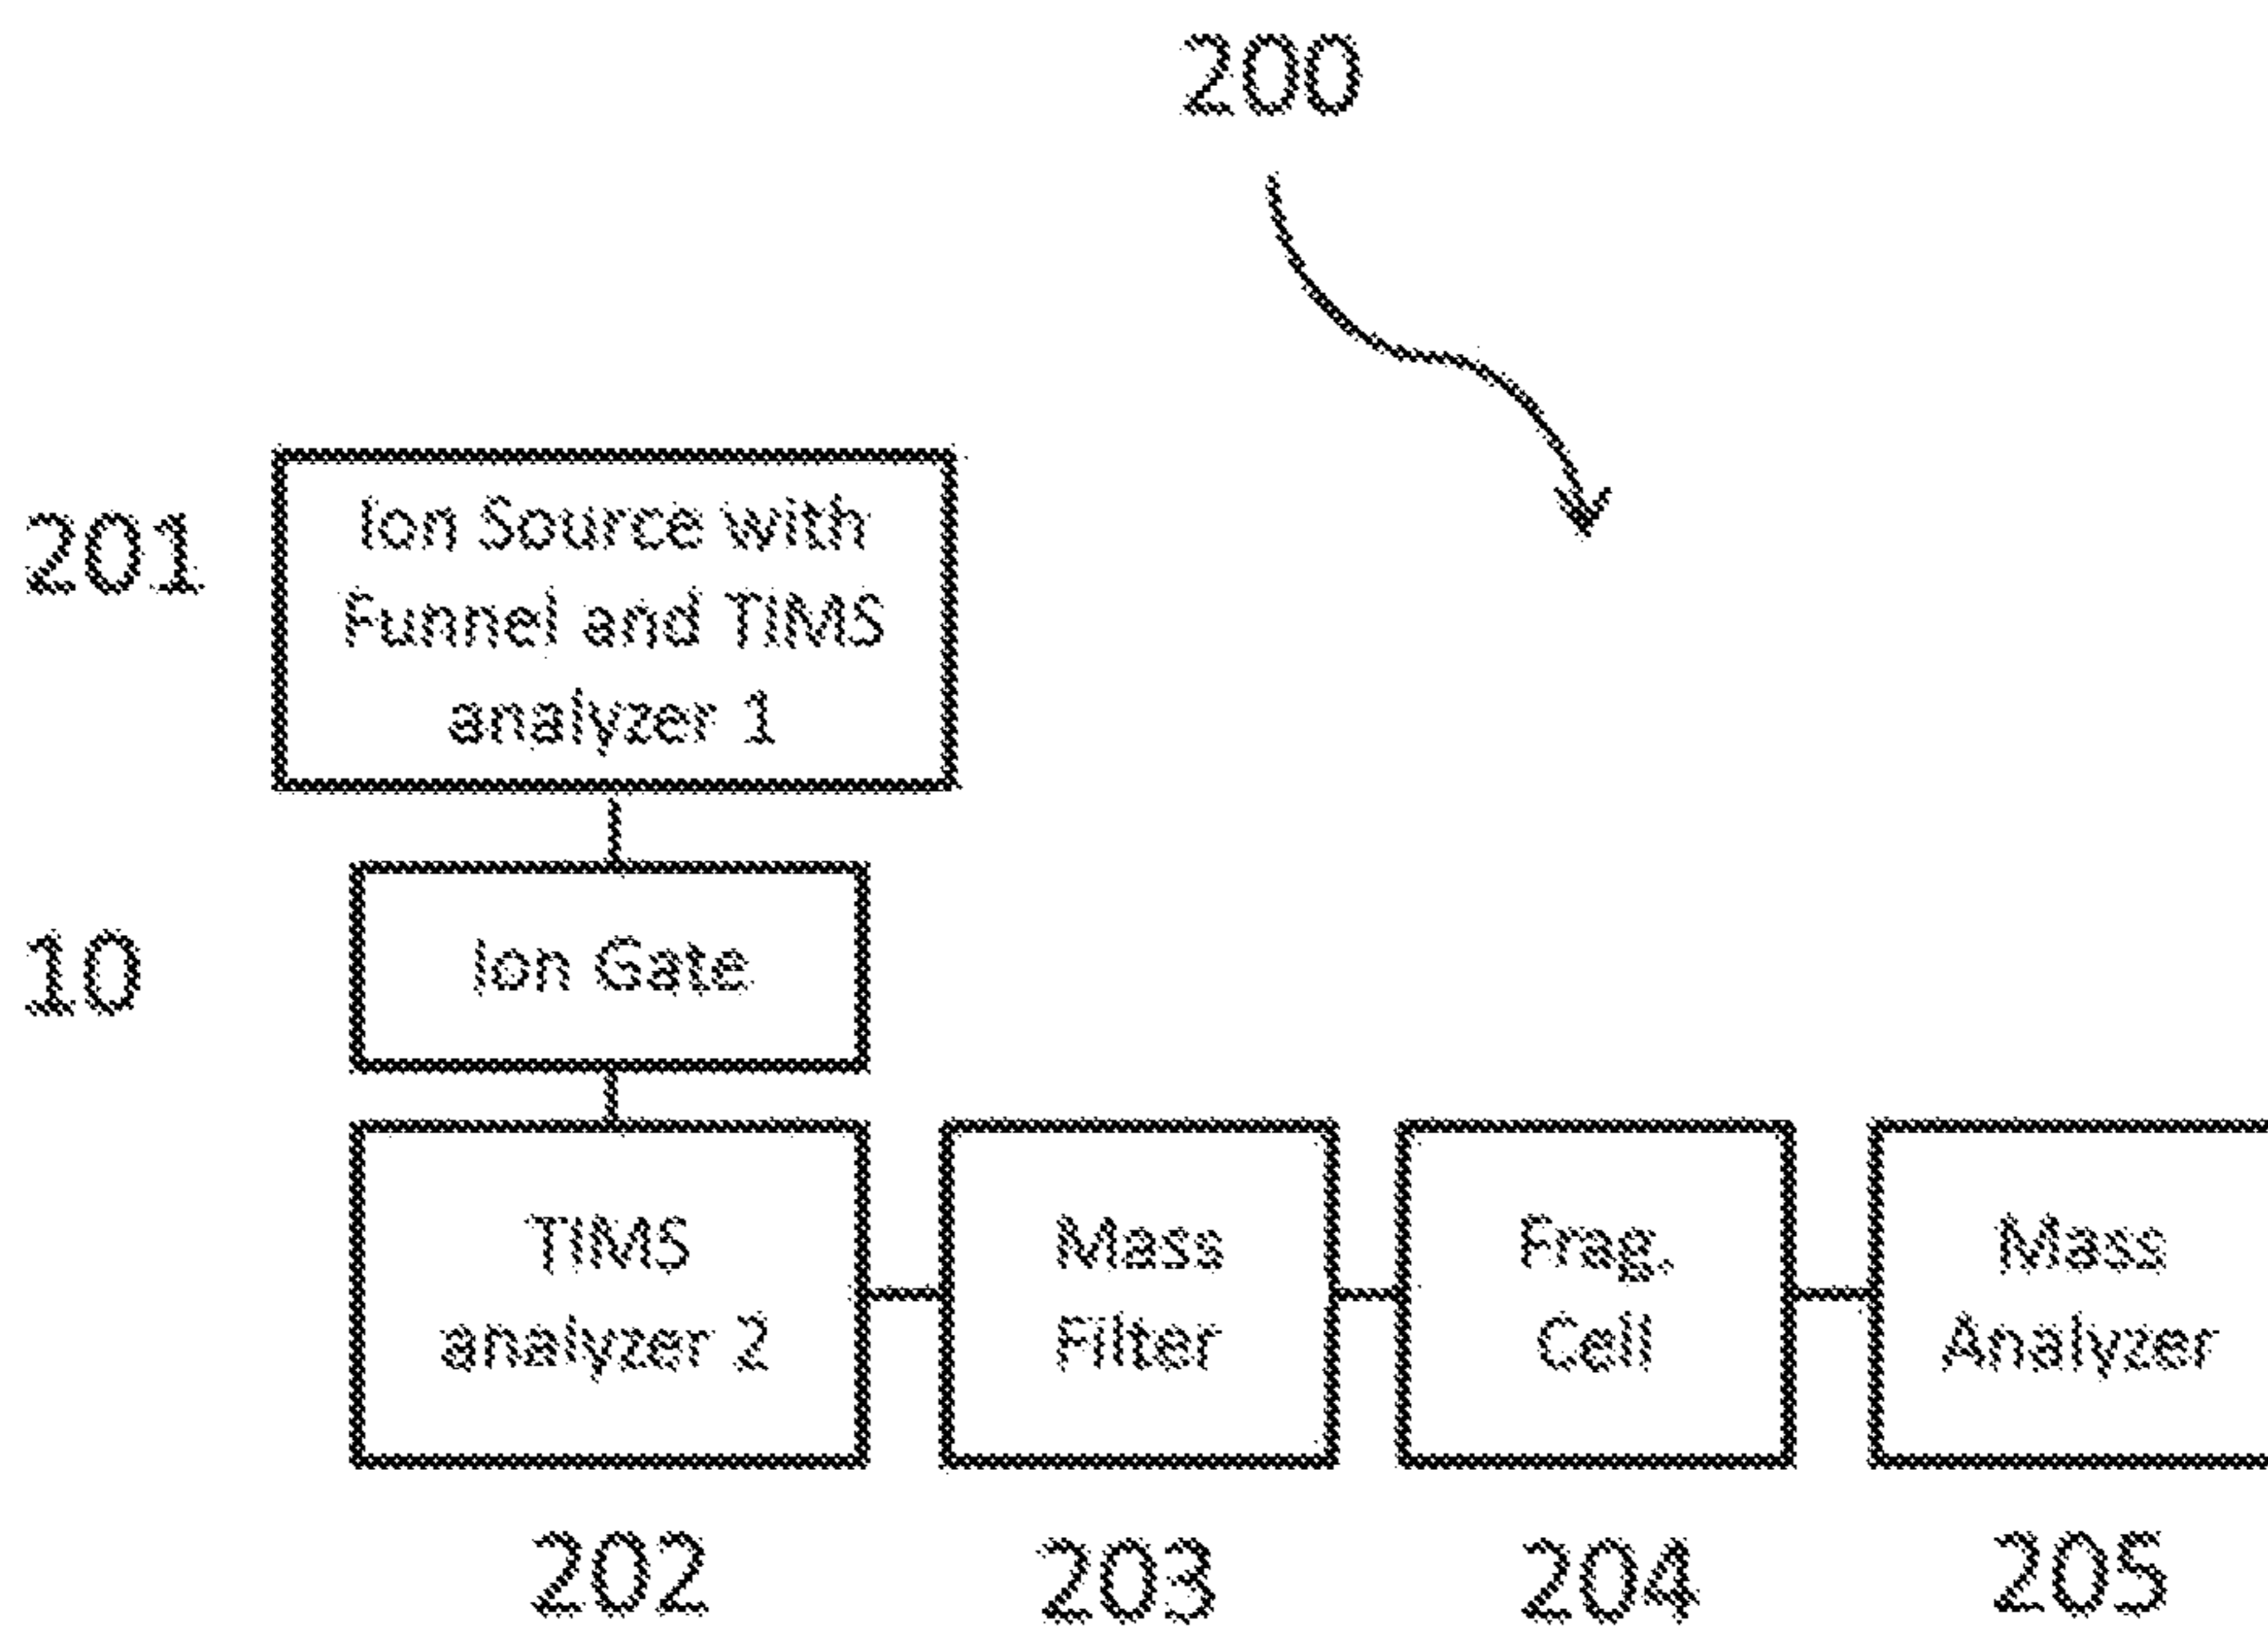 200
201
Ion Source with
Funnel and TIMS
analyzer 1
10
Ion Gate
TIMS
analyzer 2
Mass
Filter
Frag.
Cell
Mass
Analyzer
202
203
204
205